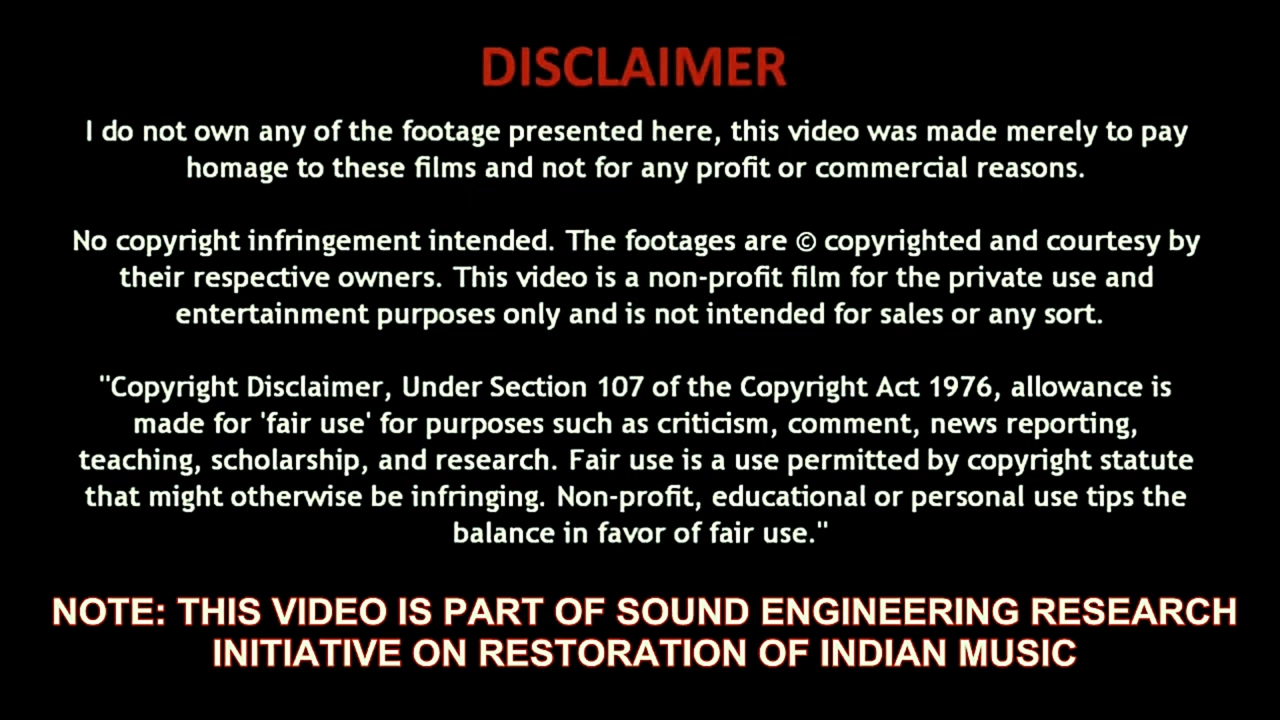 DISCLAIMER
I do not own any of the footage presented here, this video was made merely to pay
homage to these films and not for any profit or commercial reasons.
No copyright infringement intended. The footages are © copyrighted and courtesy by
their respective owners. This video is a non-profit film for the private use and
entertainment purposes only and is not intended for sales or any sort.
"Copyright Disclaimer, Under Section 107 of the Copyright Act 1976, allowance is
made for 'fair use' for purposes such as criticism, comment, news reporting,
teaching, scholarship, and research. Fair use is a use permitted by copyright statute
that might otherwise be infringing. Non-profit, educational or personal use tips the
balance in favor of fair use."
NOTE: THIS VIDEO IS PART OF SOUND ENGINEERING RESEARCH
INITIATIVE ON RESTORATION OF INDIAN MUSIC